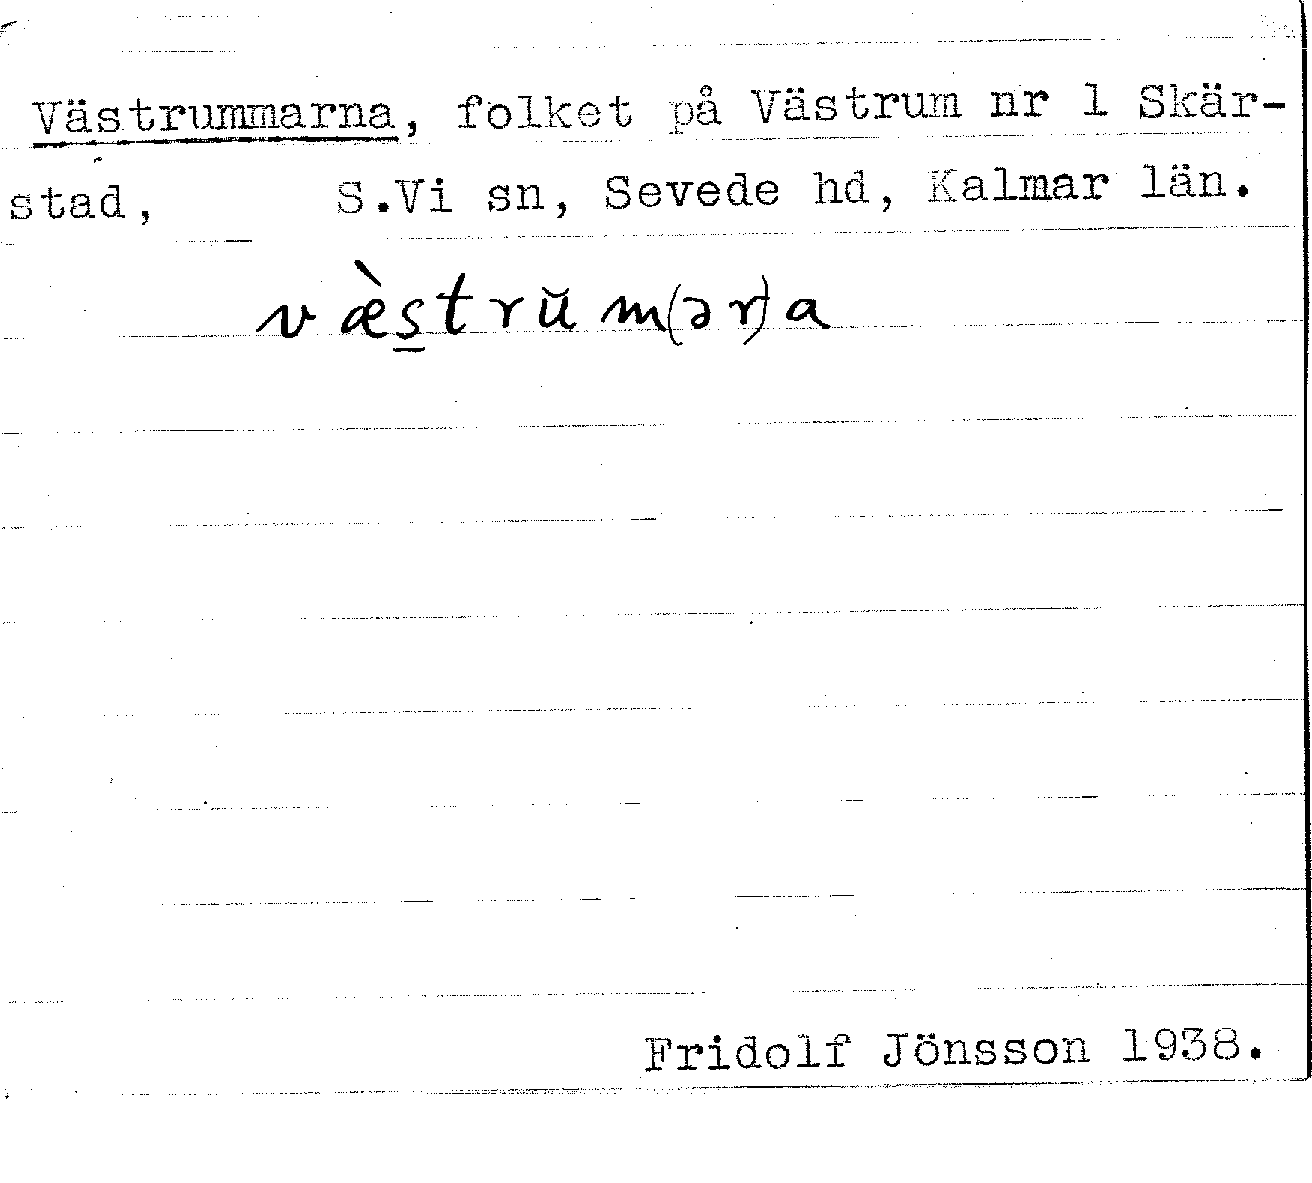 Västrummarna, folket på Västrum nr 1 Skär-
stad, S.Vi sn, Sevede hd, Kalmar län.
væ̀s̱trŭm(ər)a
Fridolf Jönsson 1938.